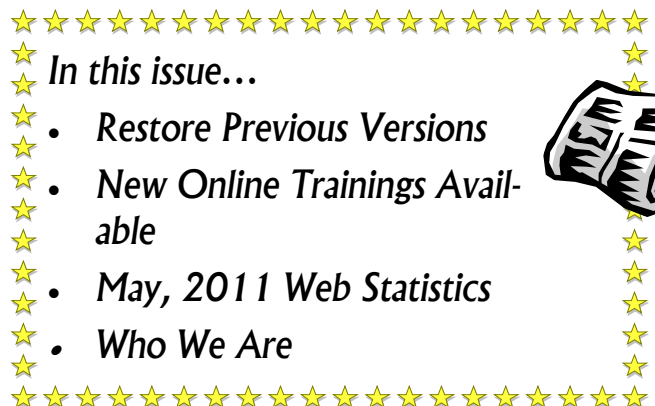 In this issue…
• Restore Previous Versions
• New Online Trainings Avail-
able
• May, 2011 Web Statistics
• Who We Are